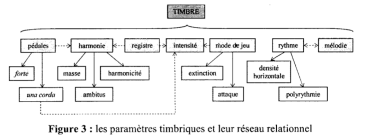 TIMBRE
pédales harmonie registre intensité mode de jeu rythme mélodie
forte masse harmonicité extinction densité horizontale
una corda ambitus attaque polyrythmie
Figure 3 : les paramètres timbriques et leur réseau relationnel